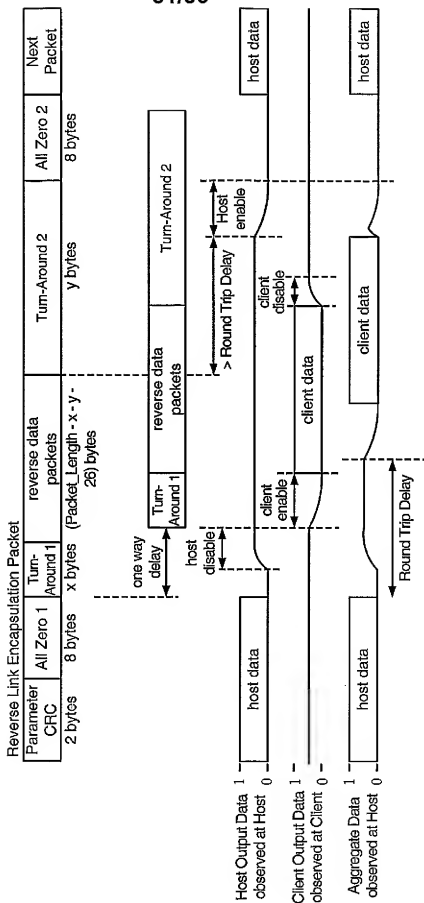 Reverse Link Encapsulation Packet
Parameter CRC
All Zero 1
Turn-Around 1
reverse data packets
Turn-Around 2
All Zero 2
Next Packet
2 bytes
8 bytes
x bytes
(Packet_Length - x - y - 26) bytes
y bytes
8 bytes
one way delay
Turn-Around 1
reverse data packets
Turn-Around 2
host disable
> Round Trip Delay
Host enable
Host Output Data observed at Host
1
0
host data
host data
client enable
client disable
Client Output Data observed at Client
1
0
client data
Aggregate Data observed at Host
1
0
host data
client data
host data
Round Trip Delay